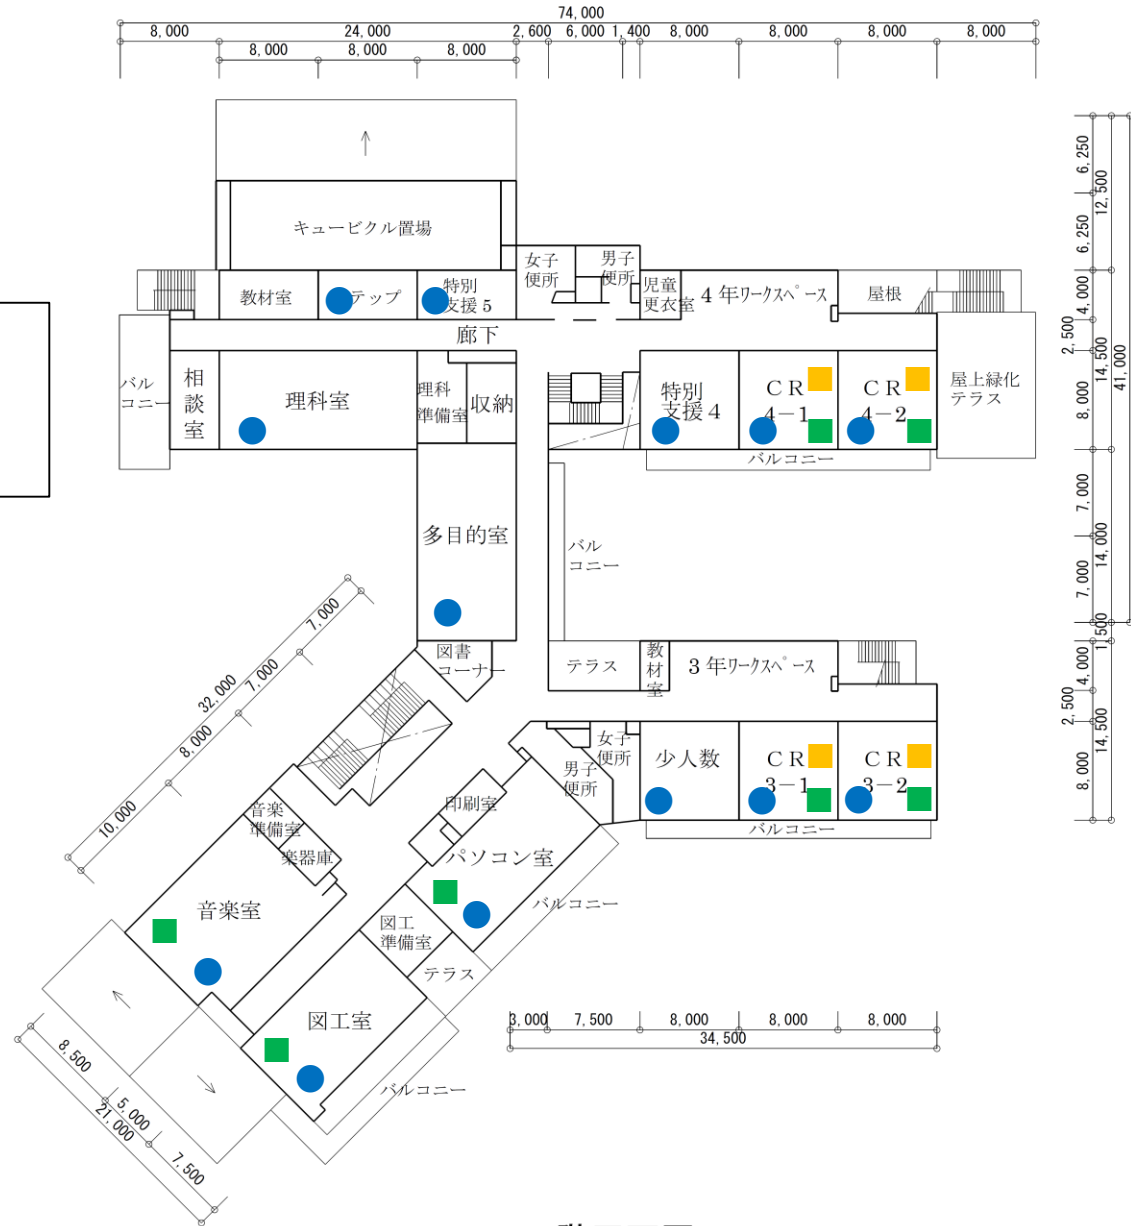 74,000
8,000
24,000
2,600
6,000
1,400
8,000
8,000
8,000
8,000
8,000
8,000
8,000
キュービクル置場
女子
便所
男子
便所
教材室
テップ
特別
支援5
児童
更衣室
4年ワークスペース
屋根
廊下
バル
コニー
相
談
室
理科室
理科
準備室
収納
特別
支援4
CR
4-1
CR
4-2
屋上緑化
テラス
バルコニー
多目的室
バル
コニー
図書
コーナー
テラス
教
材
室
3年ワークスペース
女子
便所
男子
便所
少人数
CR
3-1
CR
3-2
バルコニー
印刷室
音楽
準備室
楽器庫
パソコン室
音楽室
バルコニー
図工
準備室
テラス
図工室
バルコニー
6,250
6,250
12,500
4,000
2,500
8,000
14,500
41,000
7,000
7,000
14,000
1,500
4,000
2,500
8,000
14,500
7,000
7,000
32,000
8,000
10,000
3,000
7,500
8,000
8,000
8,000
34,500
8,500
5,000
21,000
7,500